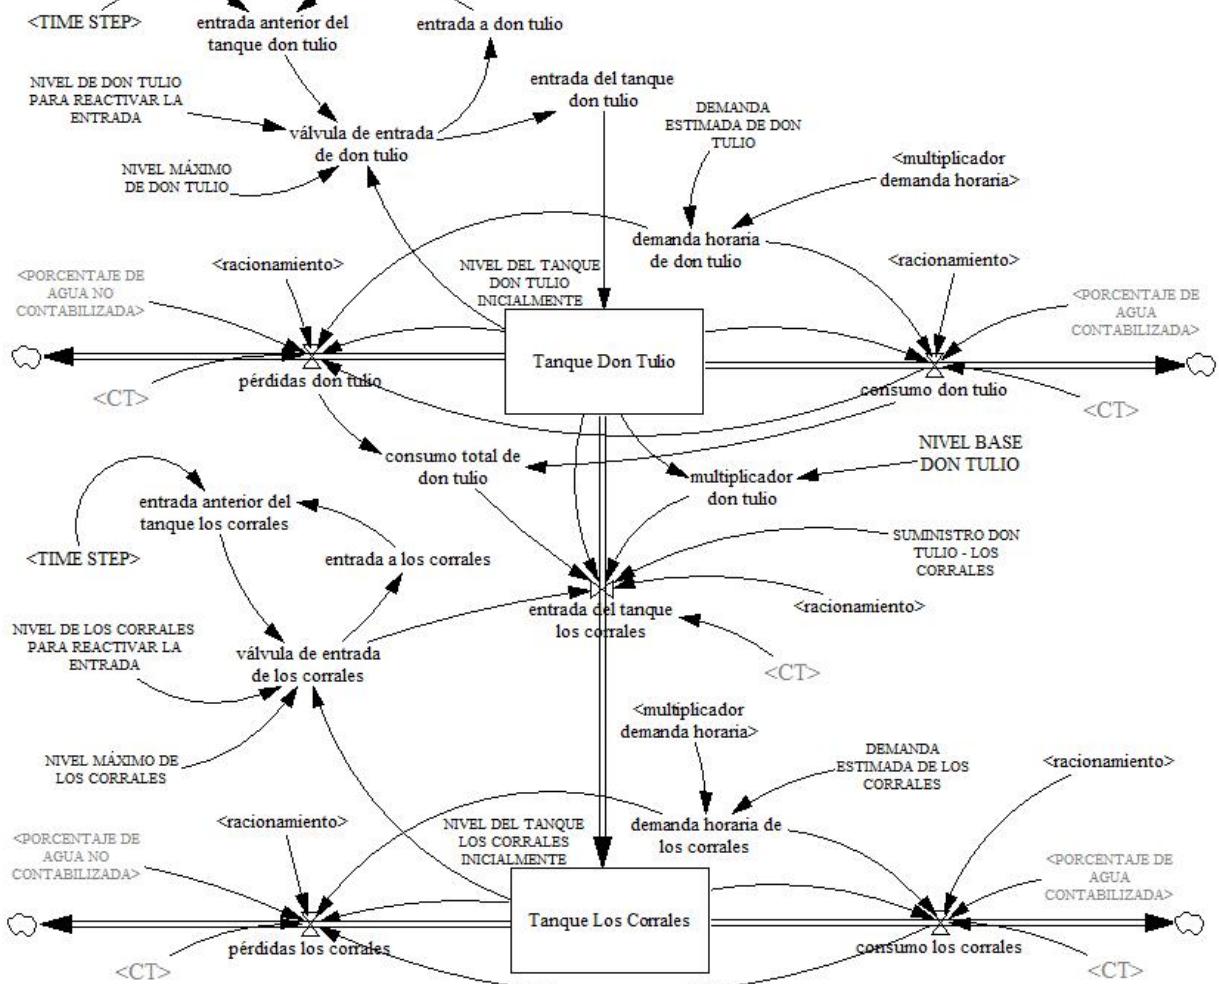 <TIME STEP>
entrada anterior del
tanque don tulio
entrada a don tulio
NIVEL DE DON TULIO
PARA REACTIVAR LA
ENTRADA
entrada del tanque
don tulio
válvula de entrada
de don tulio
DEMANDA
ESTIMADA DE DON
TULIO
NIVEL MÁXIMO
DE DON TULIO
<multiplicador
demanda horaria>
demanda horaria
de don tulio
<PORCENTAJE DE
AGUA NO
CONTABILIZADA>
<racionamiento>
NIVEL DEL TANQUE
DON TULIO
INICIALMENTE
<racionamiento>
<PORCENTAJE DE
AGUA
CONTABILIZADA>
Tanque Don Tulio
pérdidas don tulio
consumo don tulio
<CT>
<CT>
consumo total de
don tulio
NIVEL BASE
DON TULIO
multiplicador
don tulio
entrada anterior del
tanque los corrales
<TIME STEP>
entrada a los corrales
SUMINISTRO DON
TULIO - LOS
CORRALES
<racionamiento>
entrada del tanque
los corrales
NIVEL DE LOS CORRALES
PARA REACTIVAR LA
ENTRADA
válvula de entrada
de los corrales
<CT>
<multiplicador
demanda horaria>
NIVEL MÁXIMO DE
LOS CORRALES
DEMANDA
ESTIMADA DE LOS
CORRALES
<racionamiento>
<racionamiento>
NIVEL DEL TANQUE
LOS CORRALES
INICIALMENTE
demanda horaria de
los corrales
<PORCENTAJE DE
AGUA NO
CONTABILIZADA>
<PORCENTAJE DE
AGUA
CONTABILIZADA>
Tanque Los Corrales
pérdidas los corrales
consumo los corrales
<CT>
<CT>